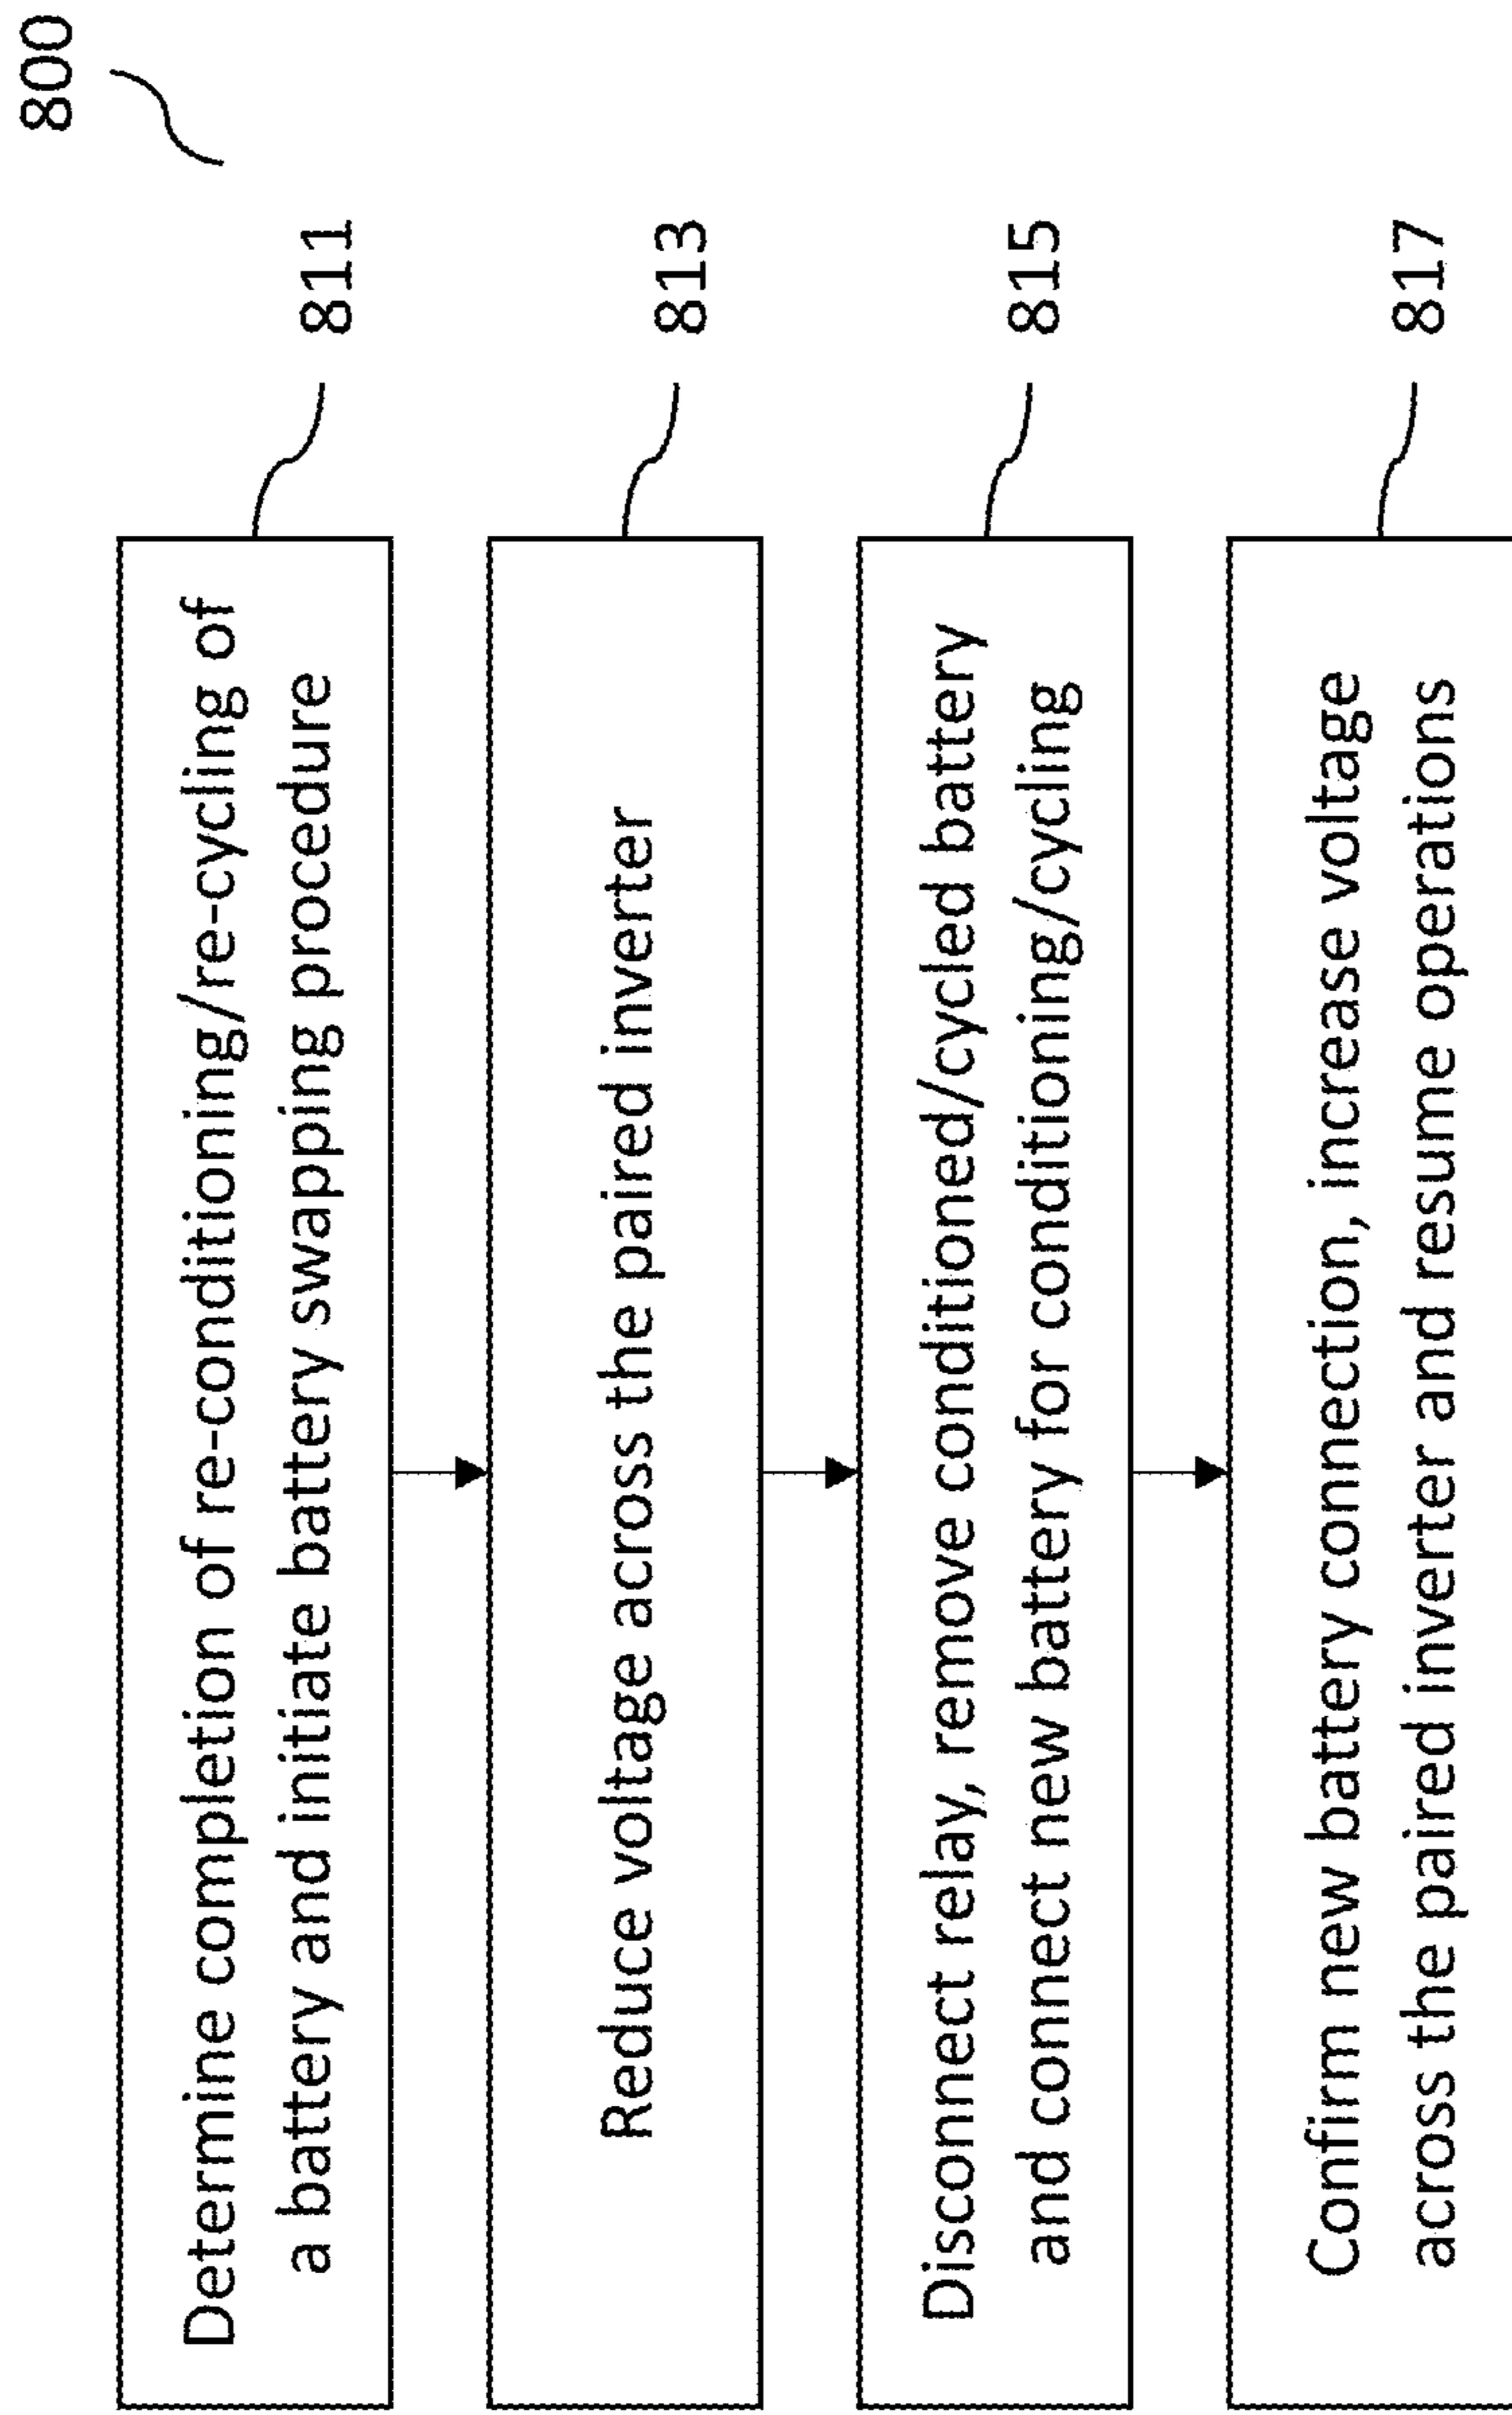 800
Determine completion of re-conditioning/re-cycling of
a battery and initiate battery swapping procedure
811
Reduce voltage across the paired inverter
813
Disconnect relay, remove conditioned/cycled battery
and connect new battery for conditioning/cycling
815
Confirm new battery connection, increase voltage
across the paired inverter and resume operations
817